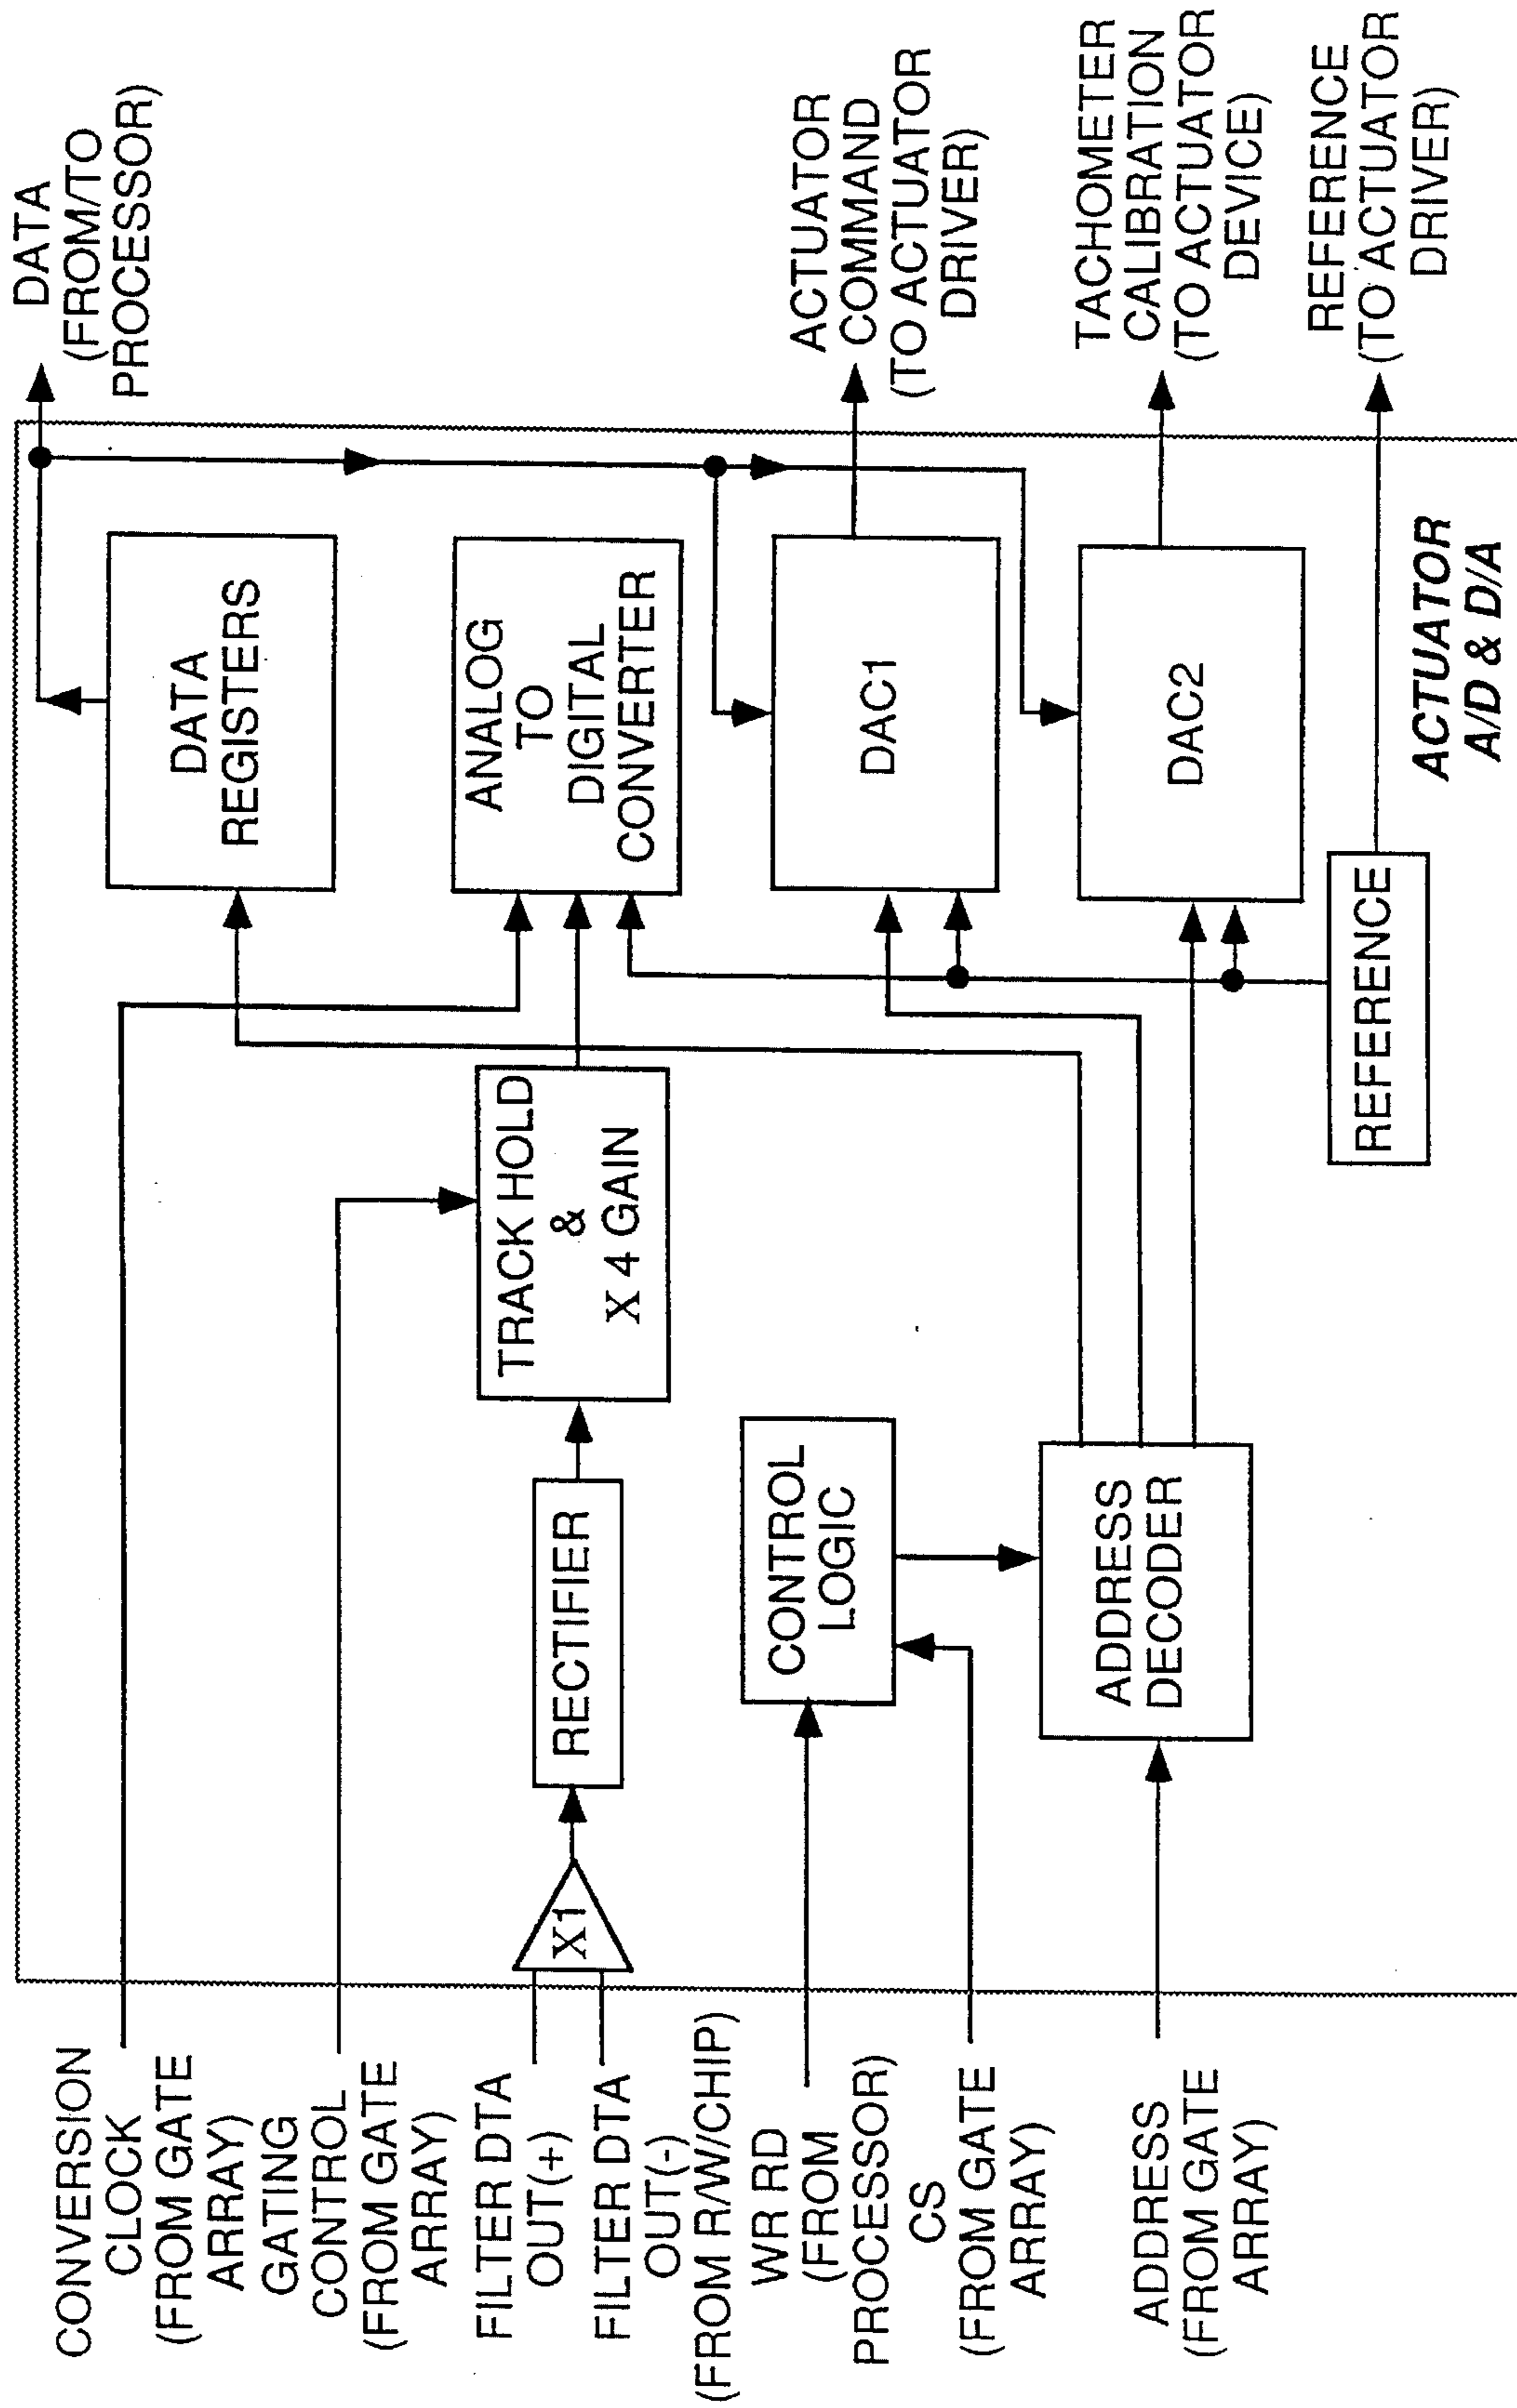 CONVERSION
CLOCK
(FROM GATE
ARRAY)
GATING
CONTROL
(FROM GATE
ARRAY)
FILTER DTA
OUT(+)
FILTER DTA
OUT(-)
(FROM R/W/CHIP)
WR RD
(FROM
PROCESSOR)
CS
(FROM GATE
ARRAY)
ADDRESS
(FROM GATE
ARRAY)
X1
RECTIFIER
CONTROL
LOGIC
ADDRESS
DECODER
TRACK HOLD
&
X 4 GAIN
REFERENCE
DATA
REGISTERS
ANALOG
TO
DIGITAL
CONVERTER
DAC1
DAC2
ACTUATOR
A/D & D/A
DATA
(FROM/TO
PROCESSOR)
ACTUATOR
COMMAND
(TO ACTUATOR
DRIVER)
TACHOMETER
CALIBRATION
(TO ACTUATOR
DEVICE)
REFERENCE
(TO ACTUATOR
DRIVER)